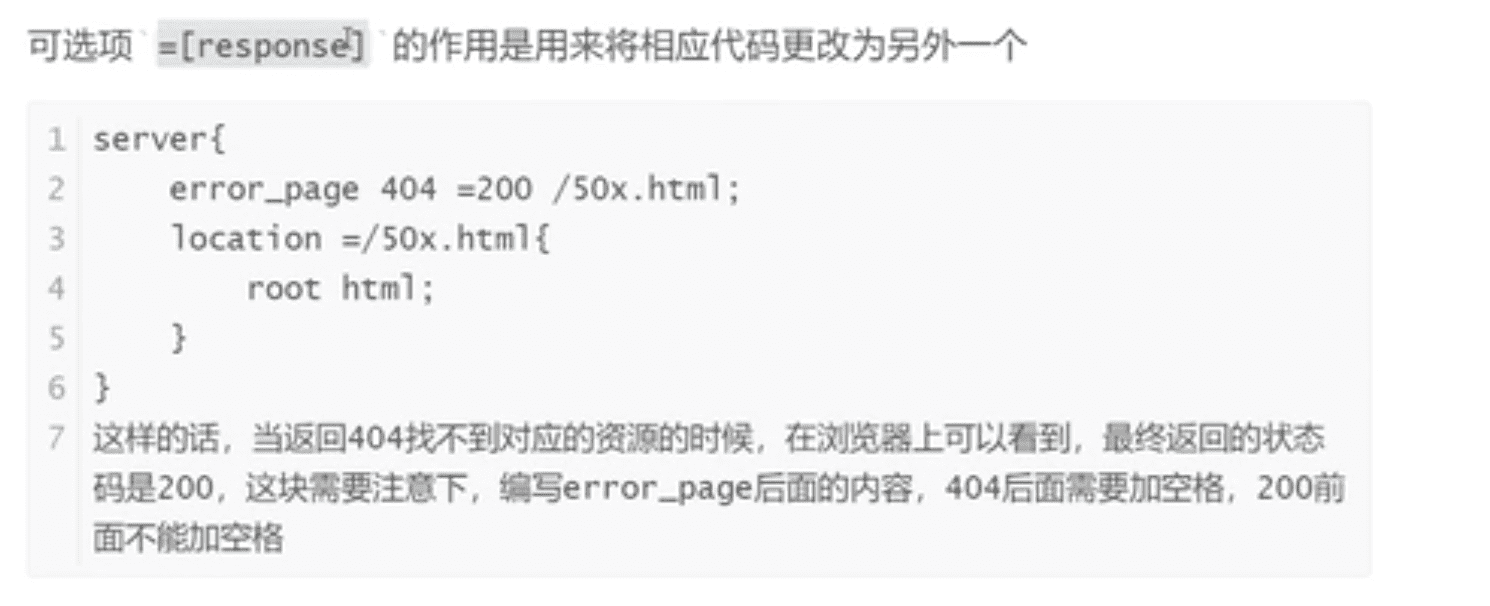 可选项`=[response]`的作用是用来将相应代码更改为另外一个
1 server{
2     error_page 404 =200 /50x.html;
3     location =/50x.html{
4         root html;
5     }
6 }
7 这样的话，当返回404找不到对应的资源的时候，在浏览器上可以看到，最终返回的状态
码是200，这块需要注意下，编写error_page后面的内容，404后面需要加空格，200前
面不能加空格